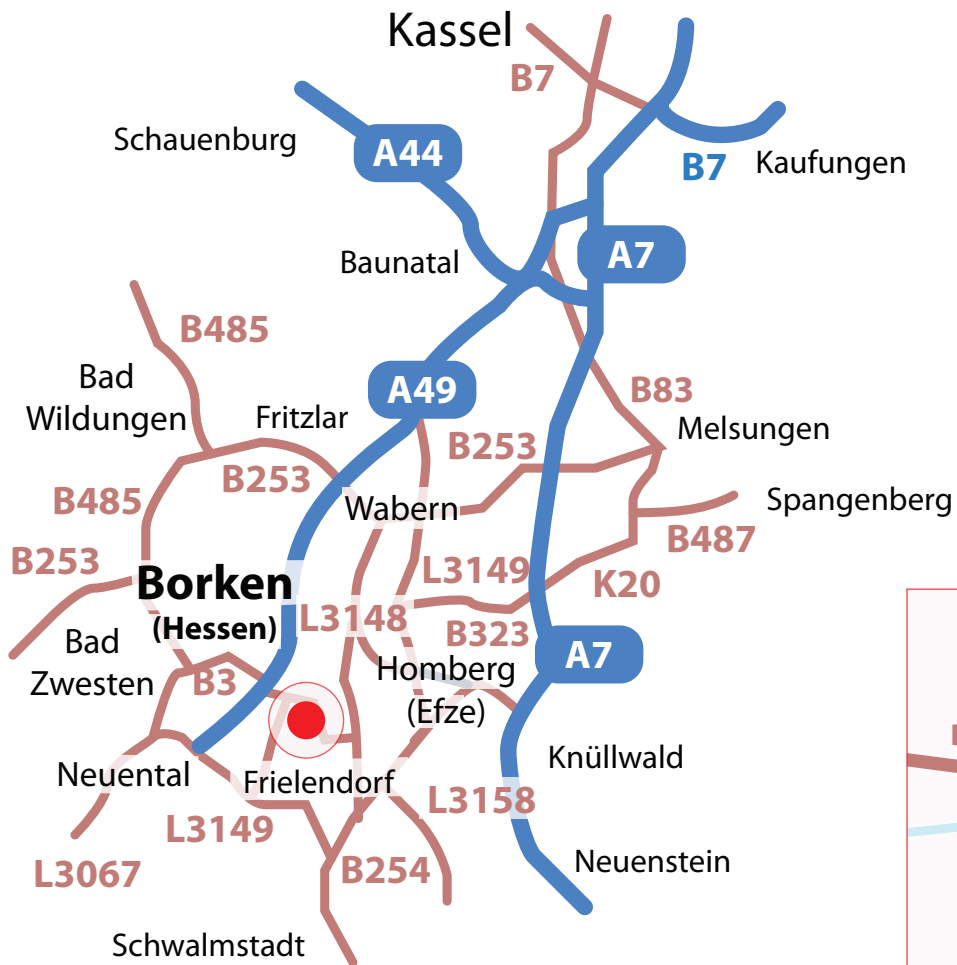 Kassel
B7
Schauenburg
A44
B7
Kaufungen
Baunatal
A7
B485
Bad
Wildungen
Fritzlar
A49
B83
Melsungen
B253
B253
B485
Wabern
Spangenberg
B487
B253
Borken
(Hessen)
L3149
K20
L3148
B323
Bad
Zwesten
B3
Homberg
(Efze)
A7
Neuental
Frielendorf
Knüllwald
L3158
L3149
L3067
B254
Neuenstein
Schwalmstadt